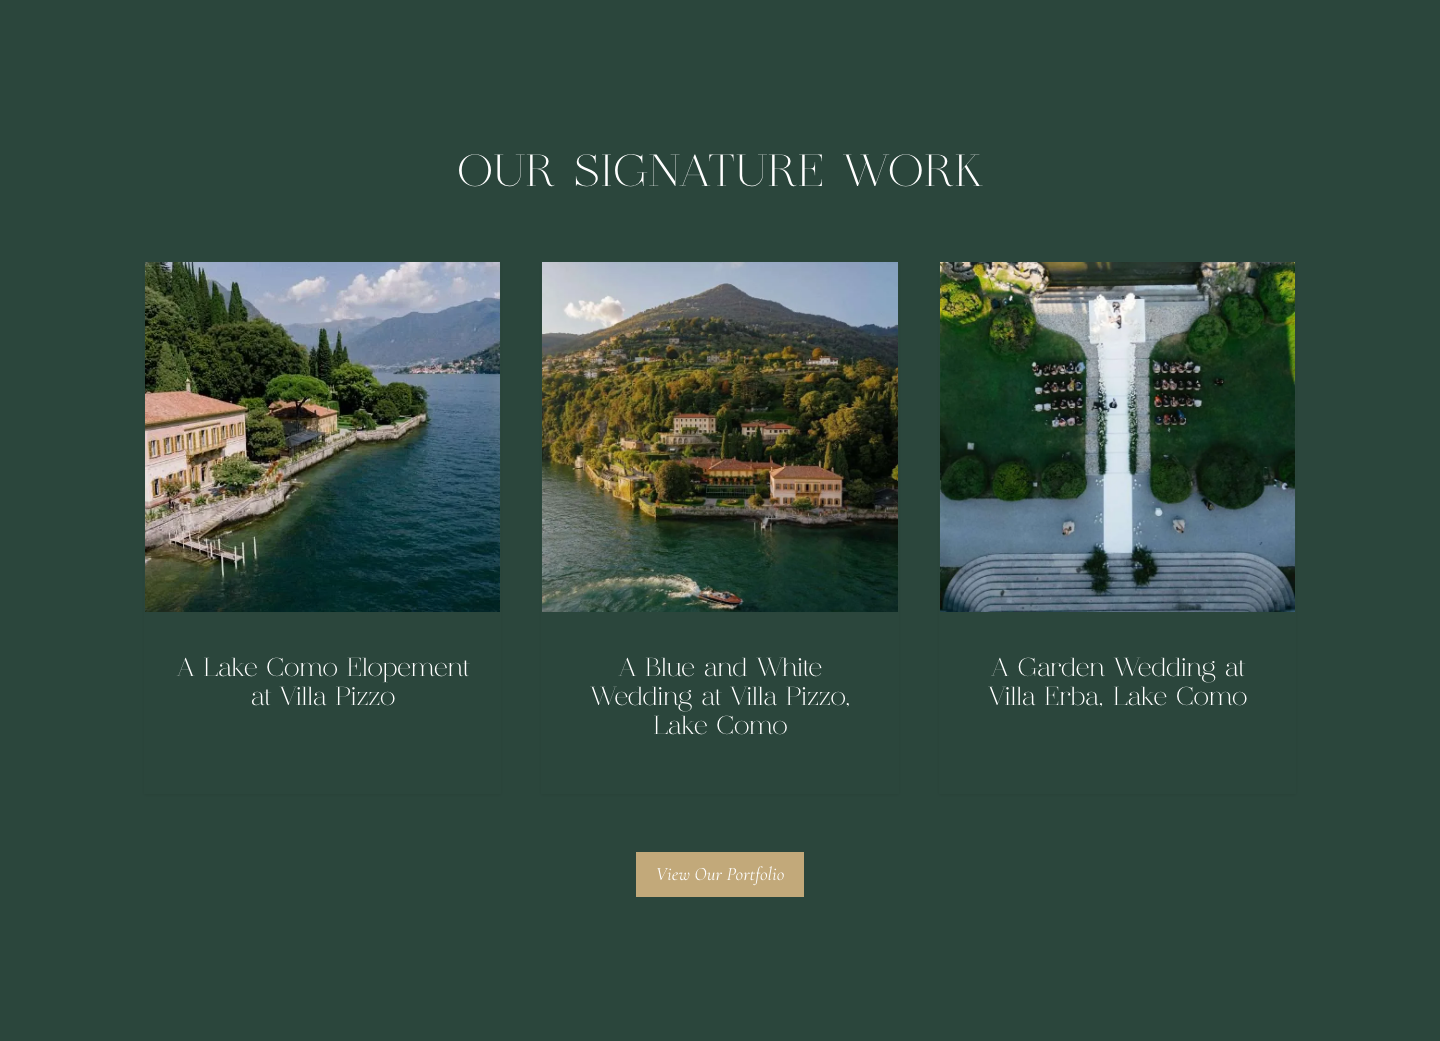 OUR SIGNATURE WORK
A Lake Como Elopement
at Villa Pizzo
A Blue and White
Wedding at Villa Pizzo,
Lake Como
A Garden Wedding at
Villa Erba, Lake Como
View Our Portfolio